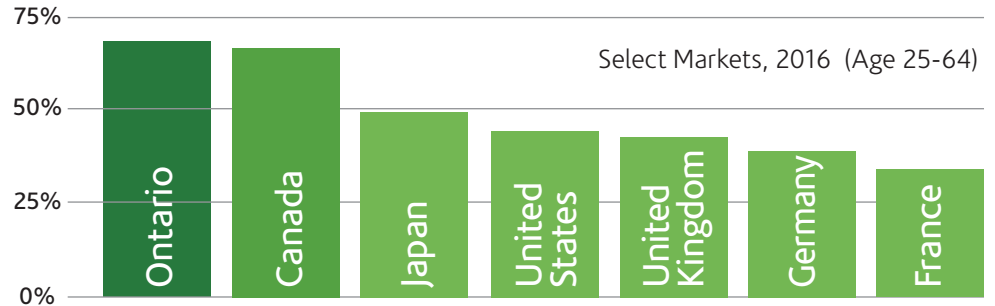 75%
Select Markets, 2016 (Age 25-64)
50%
25%
0%
Ontario
Canada
Japan
United
States
United
Kingdom
Germany
France